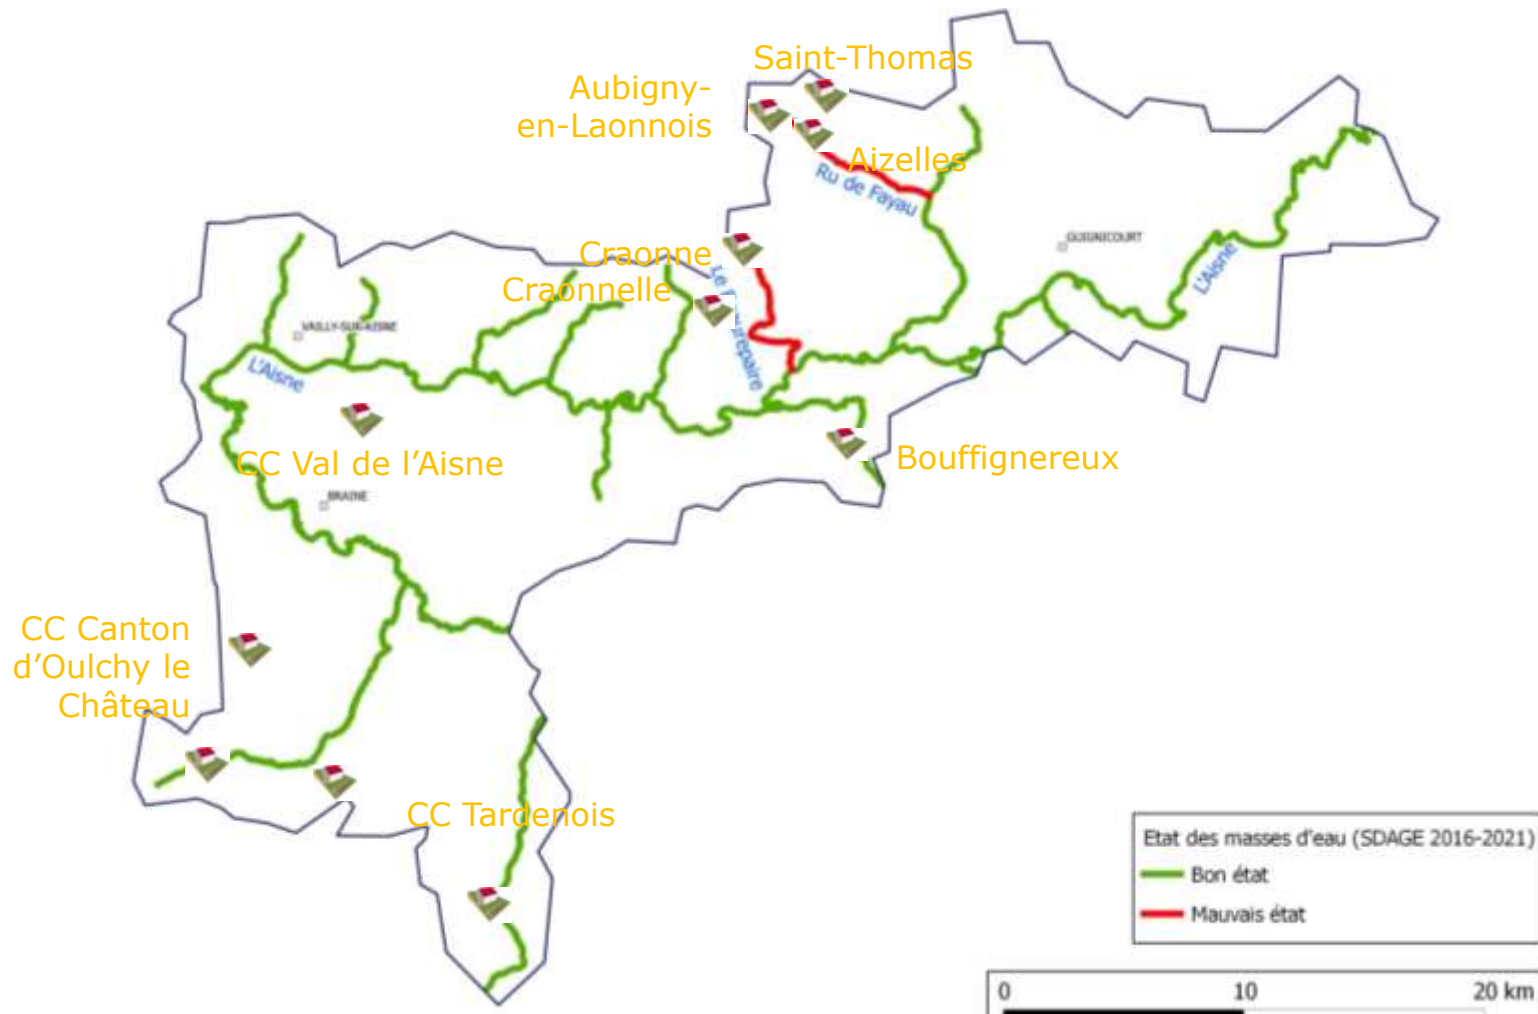 Saint-Thomas
Aubigny-
en-Laonnois
Aizelles
Ru de Fayau
GUIGNICOURT
L'Aisne
Craonne
Craonnelle
Le
repaire
VAILLY-SUR-AISNE
L'Aisne
CC Val de l’Aisne
Bouffignereux
BRAINE
CC Canton
d’Oulchy le
Château
CC Tardenois
Etat des masses d'eau (SDAGE 2016-2021)
Bon état
Mauvais état
0 10 20 km